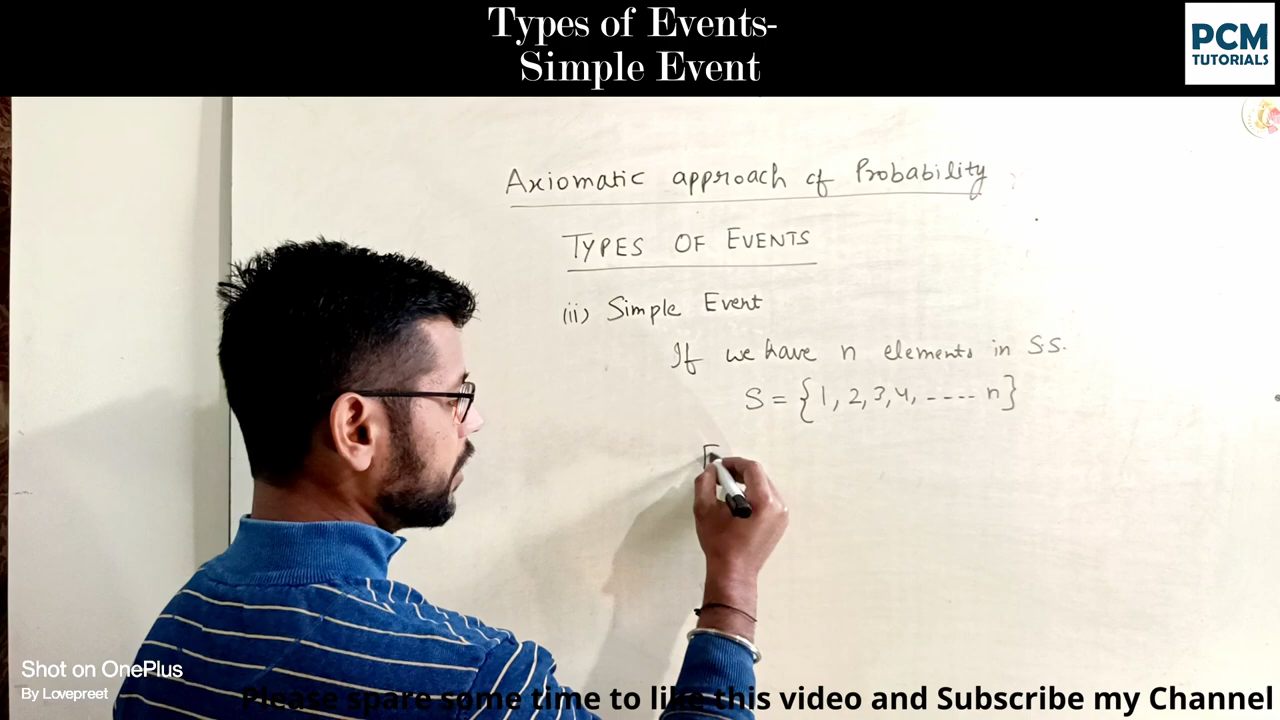 Types of Events-
Simple Event
PCM
TUTORIALS
Axiomatic approach of Probability
TYPES OF EVENTS
(ii) Simple Event
If we have n elements in S.S.
S = {1, 2, 3, 4, ---- n}
Shot on OnePlus
By Lovepreet
Please spare some time to like this video and Subscribe my Channel